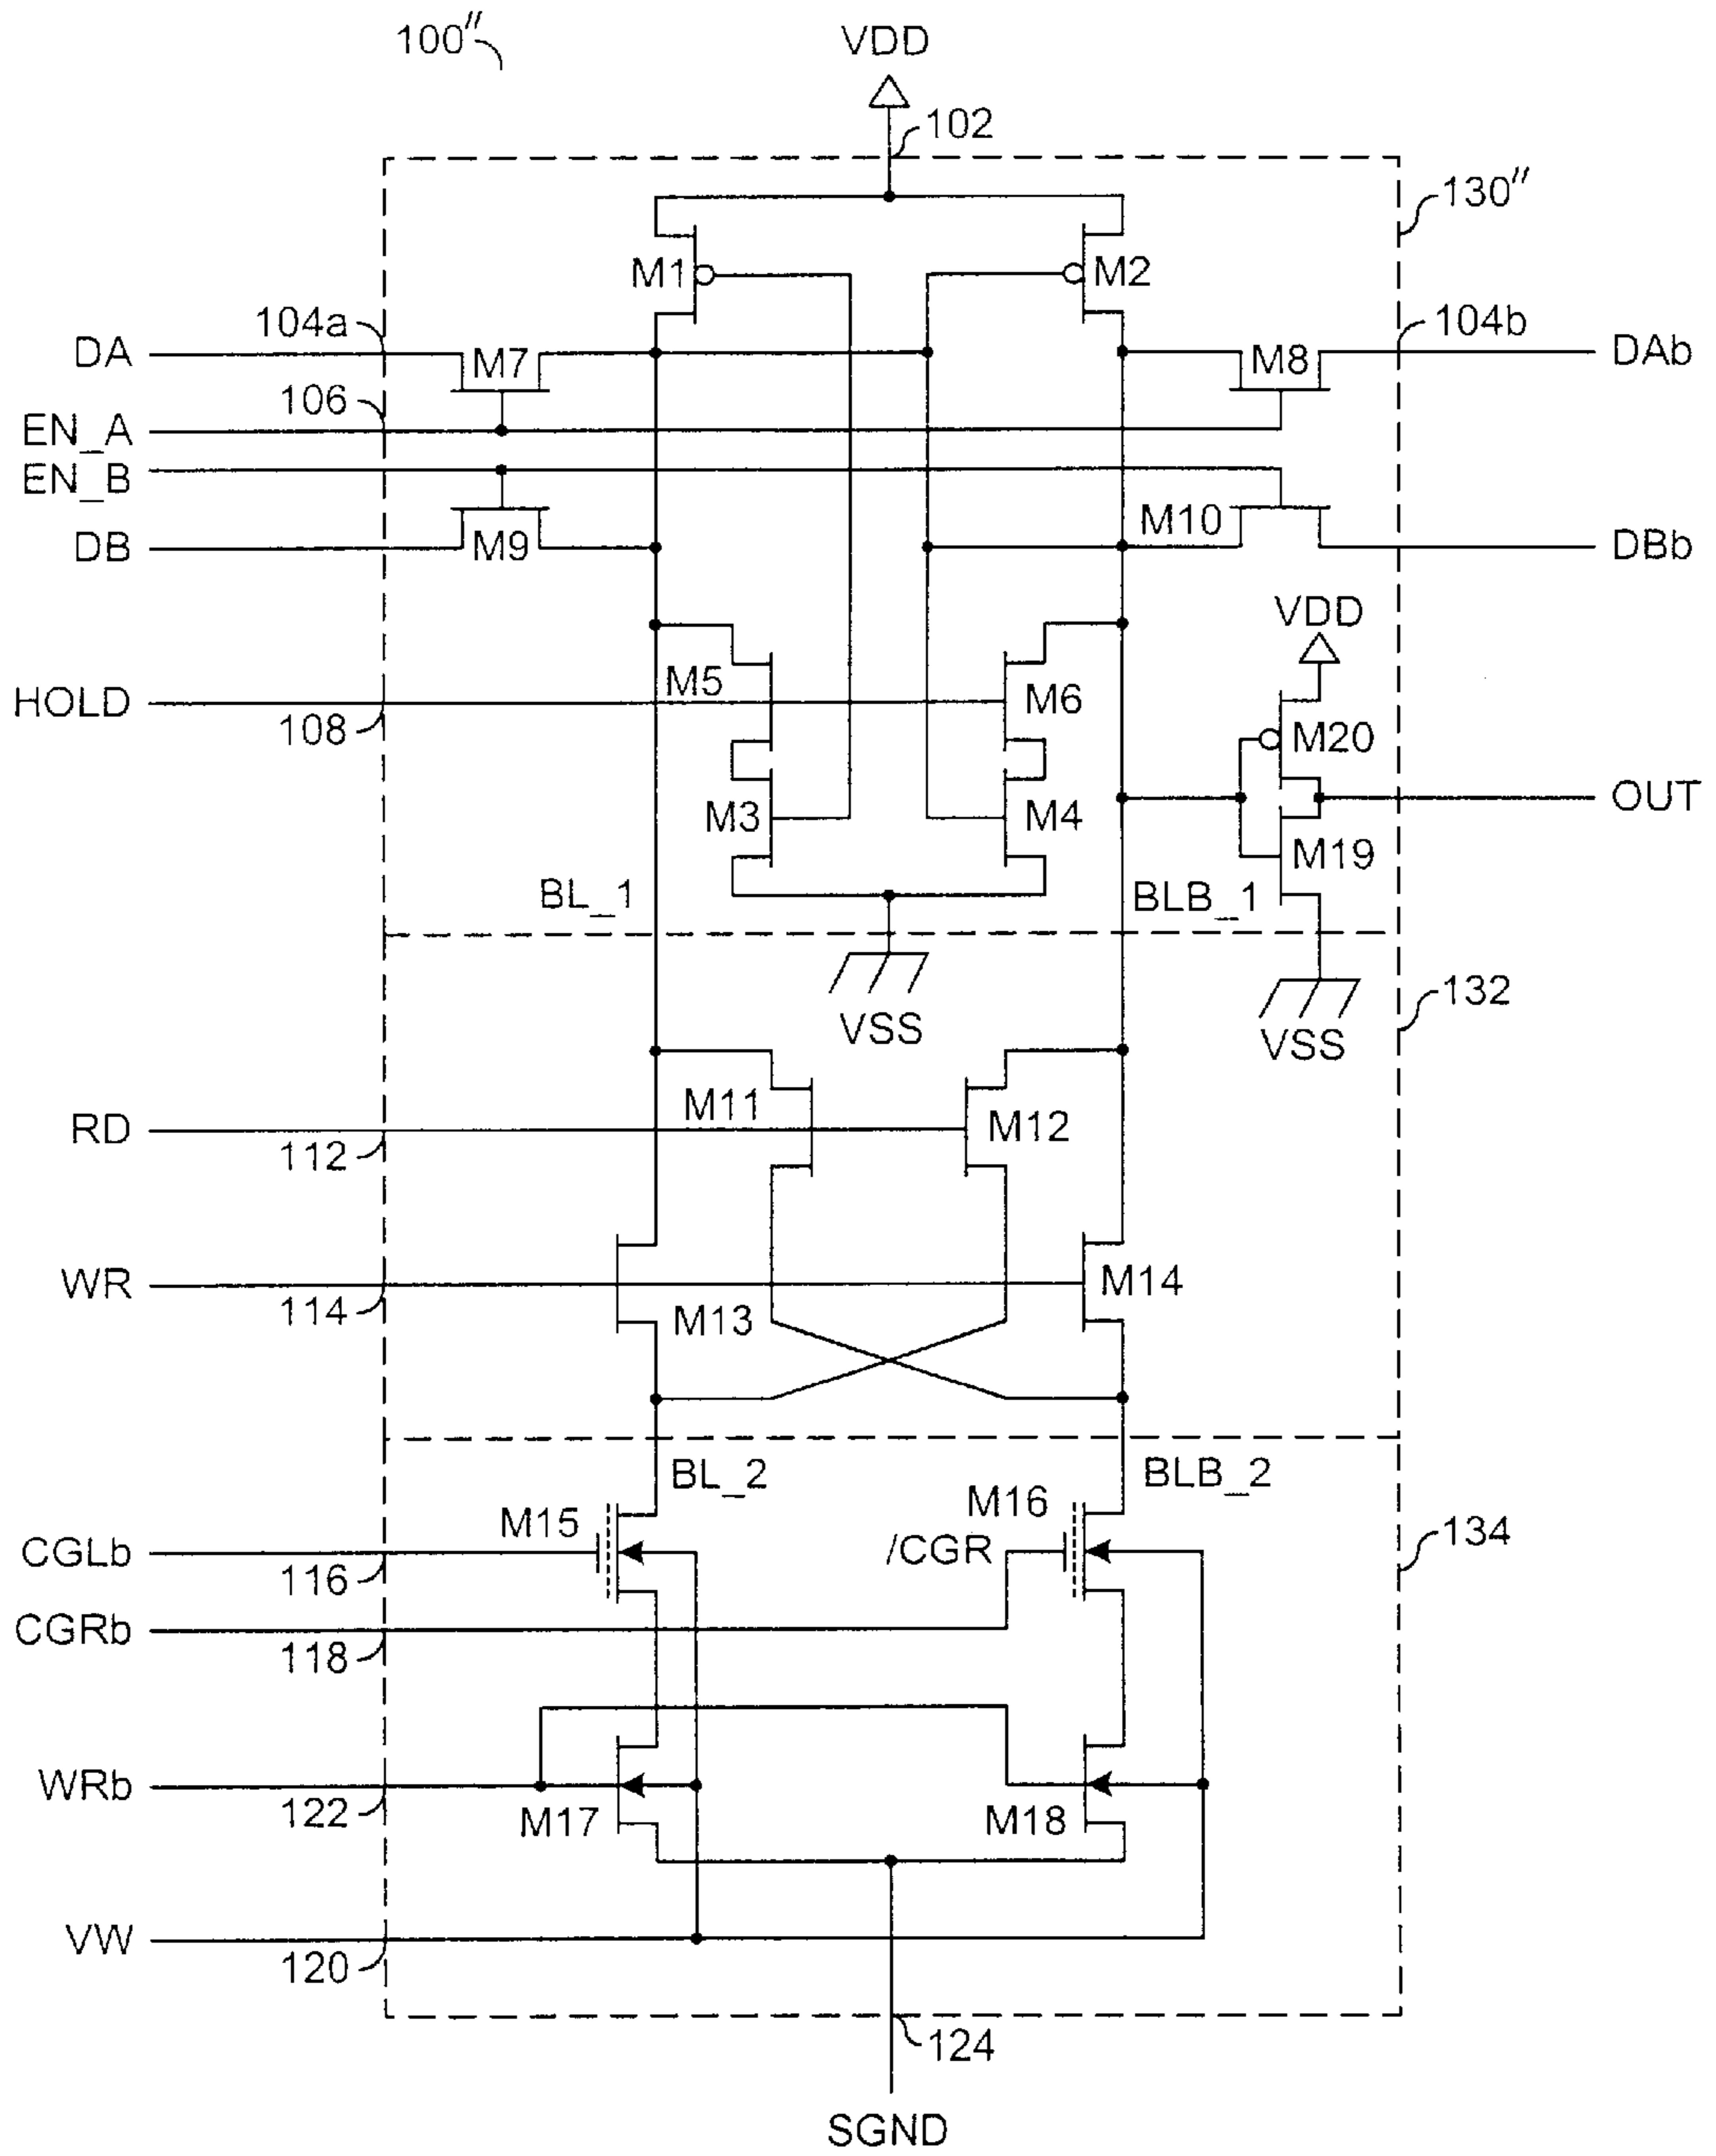 100″
VDD
102
130″
M1
M2
104a
104b
DA
M7
M8
DAb
106
EN_A
EN_B
M10
DB
M9
DBb
VDD
M5
HOLD
M6
108
M20
M3
M4
OUT
M19
BL_1
BLB_1
132
VSS
VSS
M11
RD
M12
112
WR
M14
114
M13
BL_2
BLB_2
M15
M16
134
CGLb
/CGR
116
CGRb
118
WRb
122
M17
M18
VW
120
124
SGND